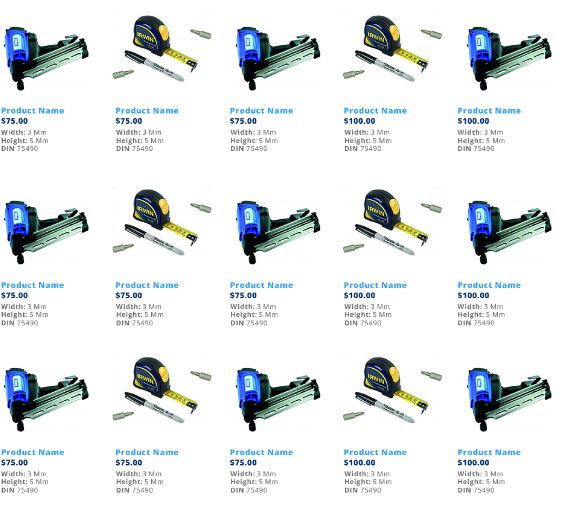 IRWIN IRWIN
Product Name Product Name Product Name Product Name Product Name
$75.00 $75.00 $75.00 $100.00 $100.00
Width: 3 Mm Width: 3 Mm Width: 3 Mm Width: 3 Mm Width: 3 Mm
Height: 5 Mm Height: 5 Mm Height: 5 Mm Height: 5 Mm Height: 5 Mm
DIN 75490 DIN 75490 DIN 75490 DIN 75490 DIN 75490
IRWIN IRWIN
Product Name Product Name Product Name Product Name Product Name
$75.00 $75.00 $75.00 $100.00 $100.00
Width: 3 Mm Width: 3 Mm Width: 3 Mm Width: 3 Mm Width: 3 Mm
Height: 5 Mm Height: 5 Mm Height: 5 Mm Height: 5 Mm Height: 5 Mm
DIN 75490 DIN 75490 DIN 75490 DIN 75490 DIN 75490
IRWIN IRWIN
Product Name Product Name Product Name Product Name Product Name
$75.00 $75.00 $75.00 $100.00 $100.00
Width: 3 Mm Width: 3 Mm Width: 3 Mm Width: 3 Mm Width: 3 Mm
Height: 5 Mm Height: 5 Mm Height: 5 Mm Height: 5 Mm Height: 5 Mm
DIN 75490 DIN 75490 DIN 75490 DIN 75490 DIN 75490